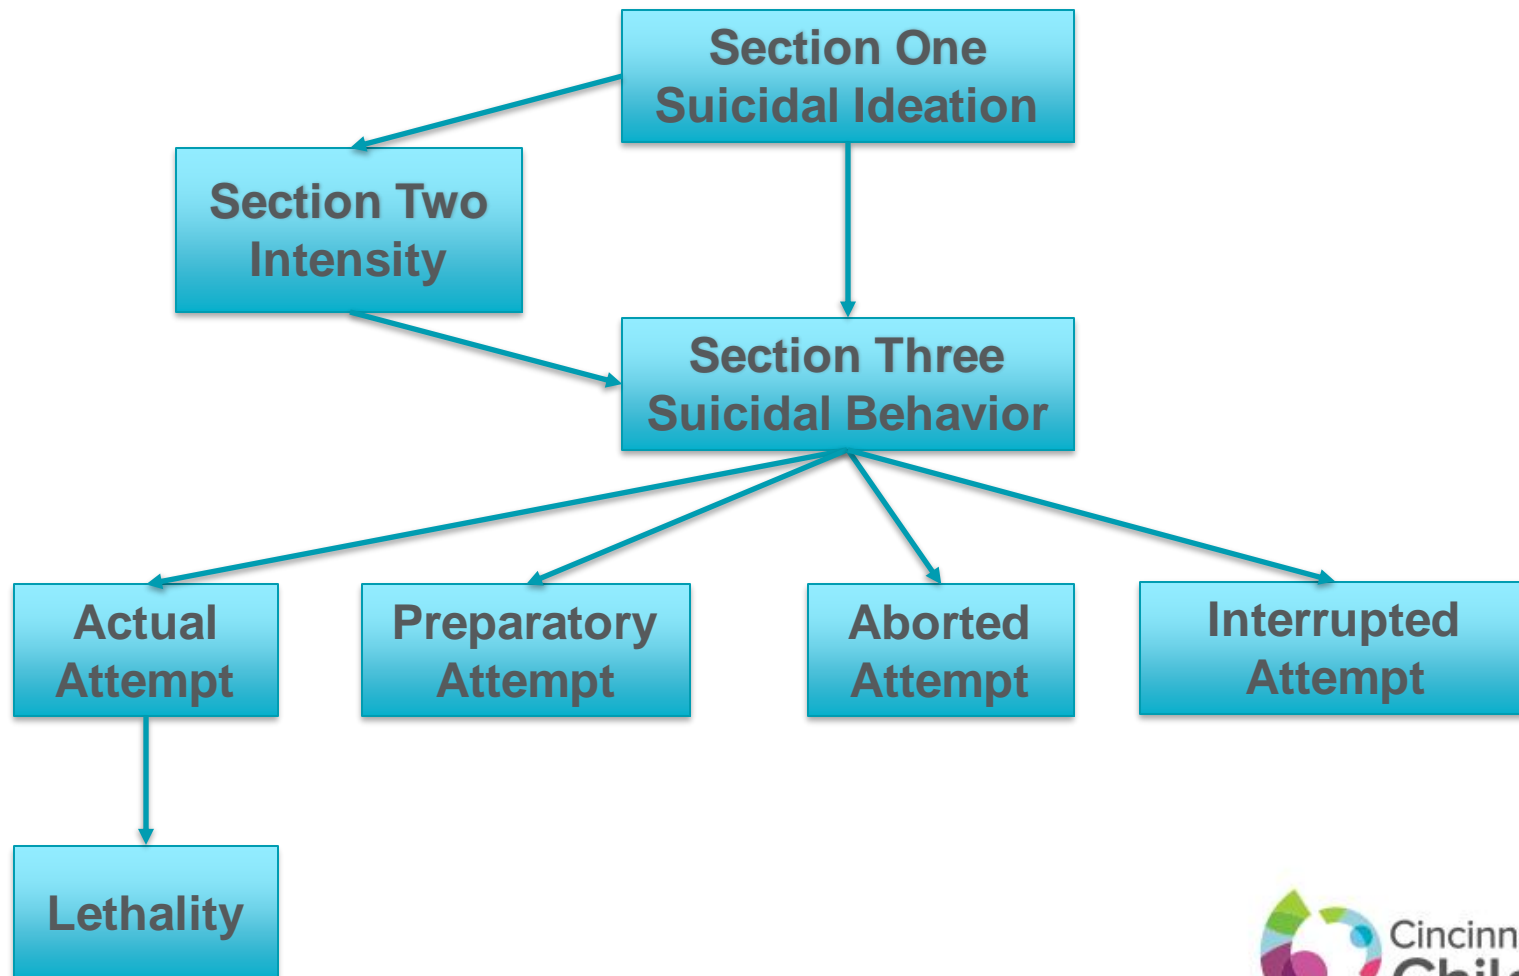 Section One
Suicidal Ideation
Section Two
Intensity
Section Three
Suicidal Behavior
Actual
Attempt
Preparatory
Attempt
Aborted
Attempt
Interrupted
Attempt
Lethality
Cincinn